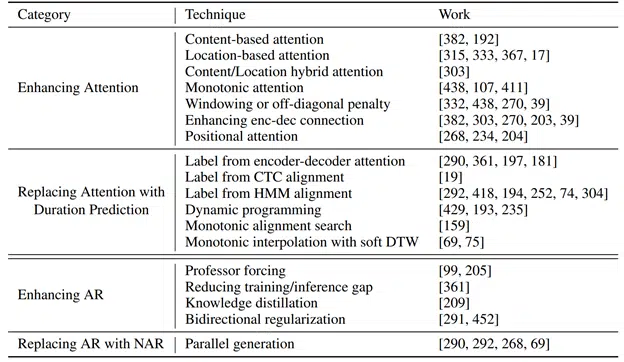 Category Technique Work
Enhancing Attention
Content-based attention [382, 192]
Location-based attention [315, 333, 367, 17]
Content/Location hybrid attention [303]
Monotonic attention [438, 107, 411]
Windowing or off-diagonal penalty [332, 438, 270, 39]
Enhancing enc-dec connection [382, 303, 270, 203, 39]
Positional attention [268, 234, 204]
Replacing Attention with
Duration Prediction
Label from encoder-decoder attention [290, 361, 197, 181]
Label from CTC alignment [19]
Label from HMM alignment [292, 418, 194, 252, 74, 304]
Dynamic programming [429, 193, 235]
Monotonic alignment search [159]
Monotonic interpolation with soft DTW [69, 75]
Enhancing AR
Professor forcing [99, 205]
Reducing training/inference gap [361]
Knowledge distillation [209]
Bidirectional regularization [291, 452]
Replacing AR with NAR Parallel generation [290, 292, 268, 69]